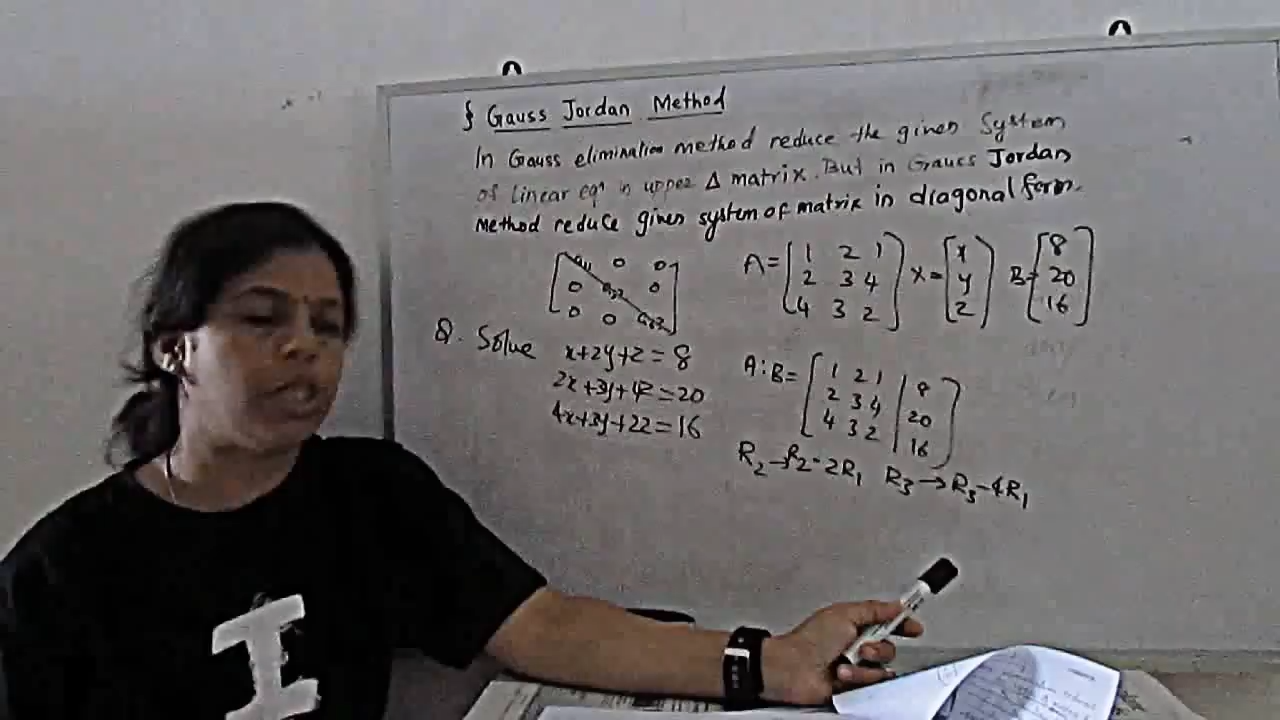 § Gauss Jordan Method
In Gauss elimination method reduce the given System
of linear eqn in upper Δ matrix. But in Gauss Jordan
Method reduce given system of matrix in diagonal form.
a11 0 0
0 a22 0
0 0 a33
A = [1 2 1 X = [x B = [8
2 3 4 y 20
4 3 2] z] 16]
Q. Solve x+2y+z = 8
2x+3y+4z = 20
4x+3y+2z = 16
A:B = [1 2 1 | 8
2 3 4 | 20
4 3 2 | 16]
R2→R2-2R1 R3→R3-4R1
I